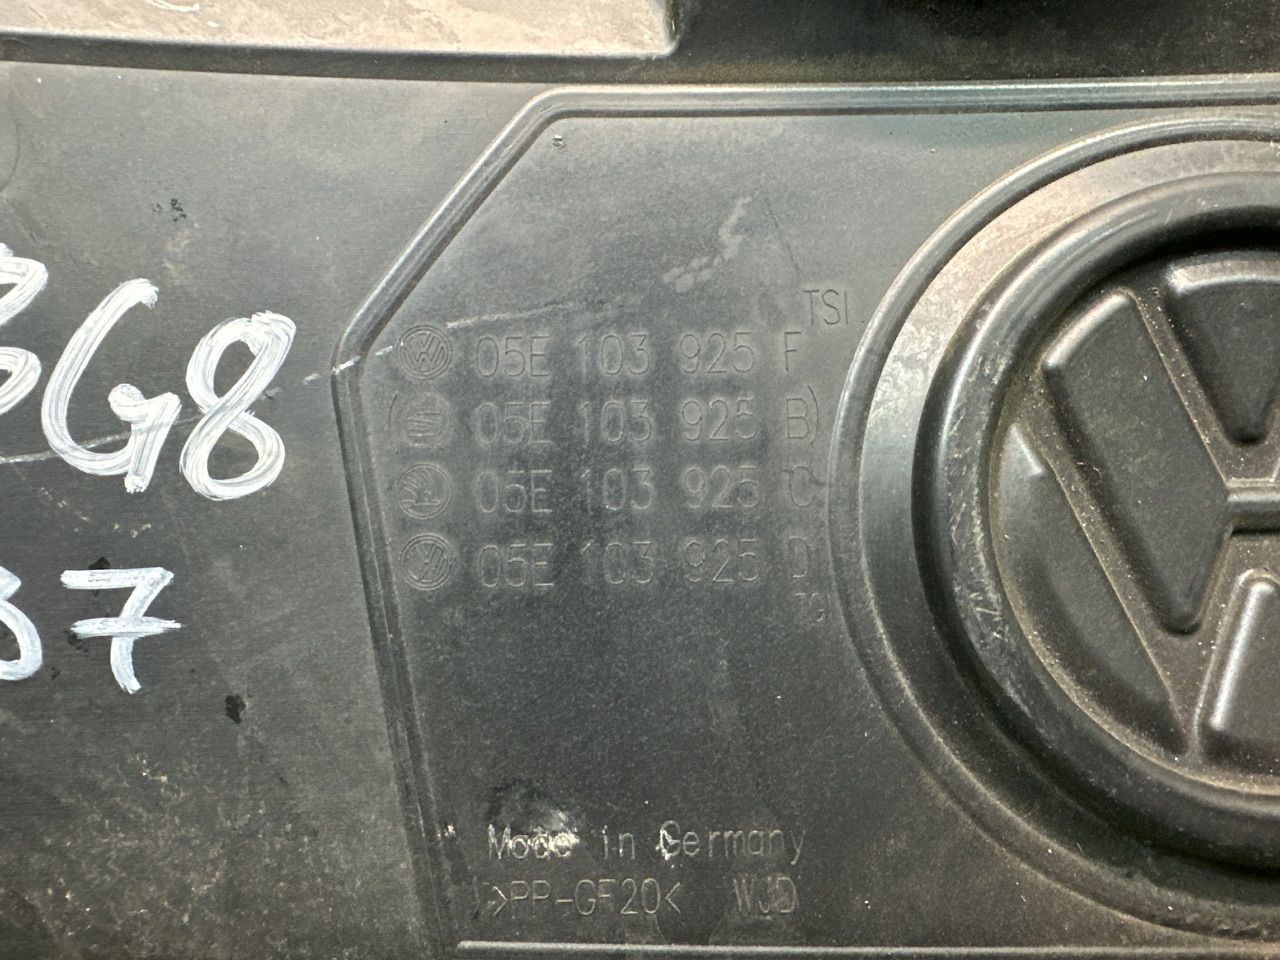 TSI
05E 103 925 F
(05E 103 925 B)
05E 103 925 C
05E 103 925 D
3G8
37
Made in Germany
>PP-GF20< WJD